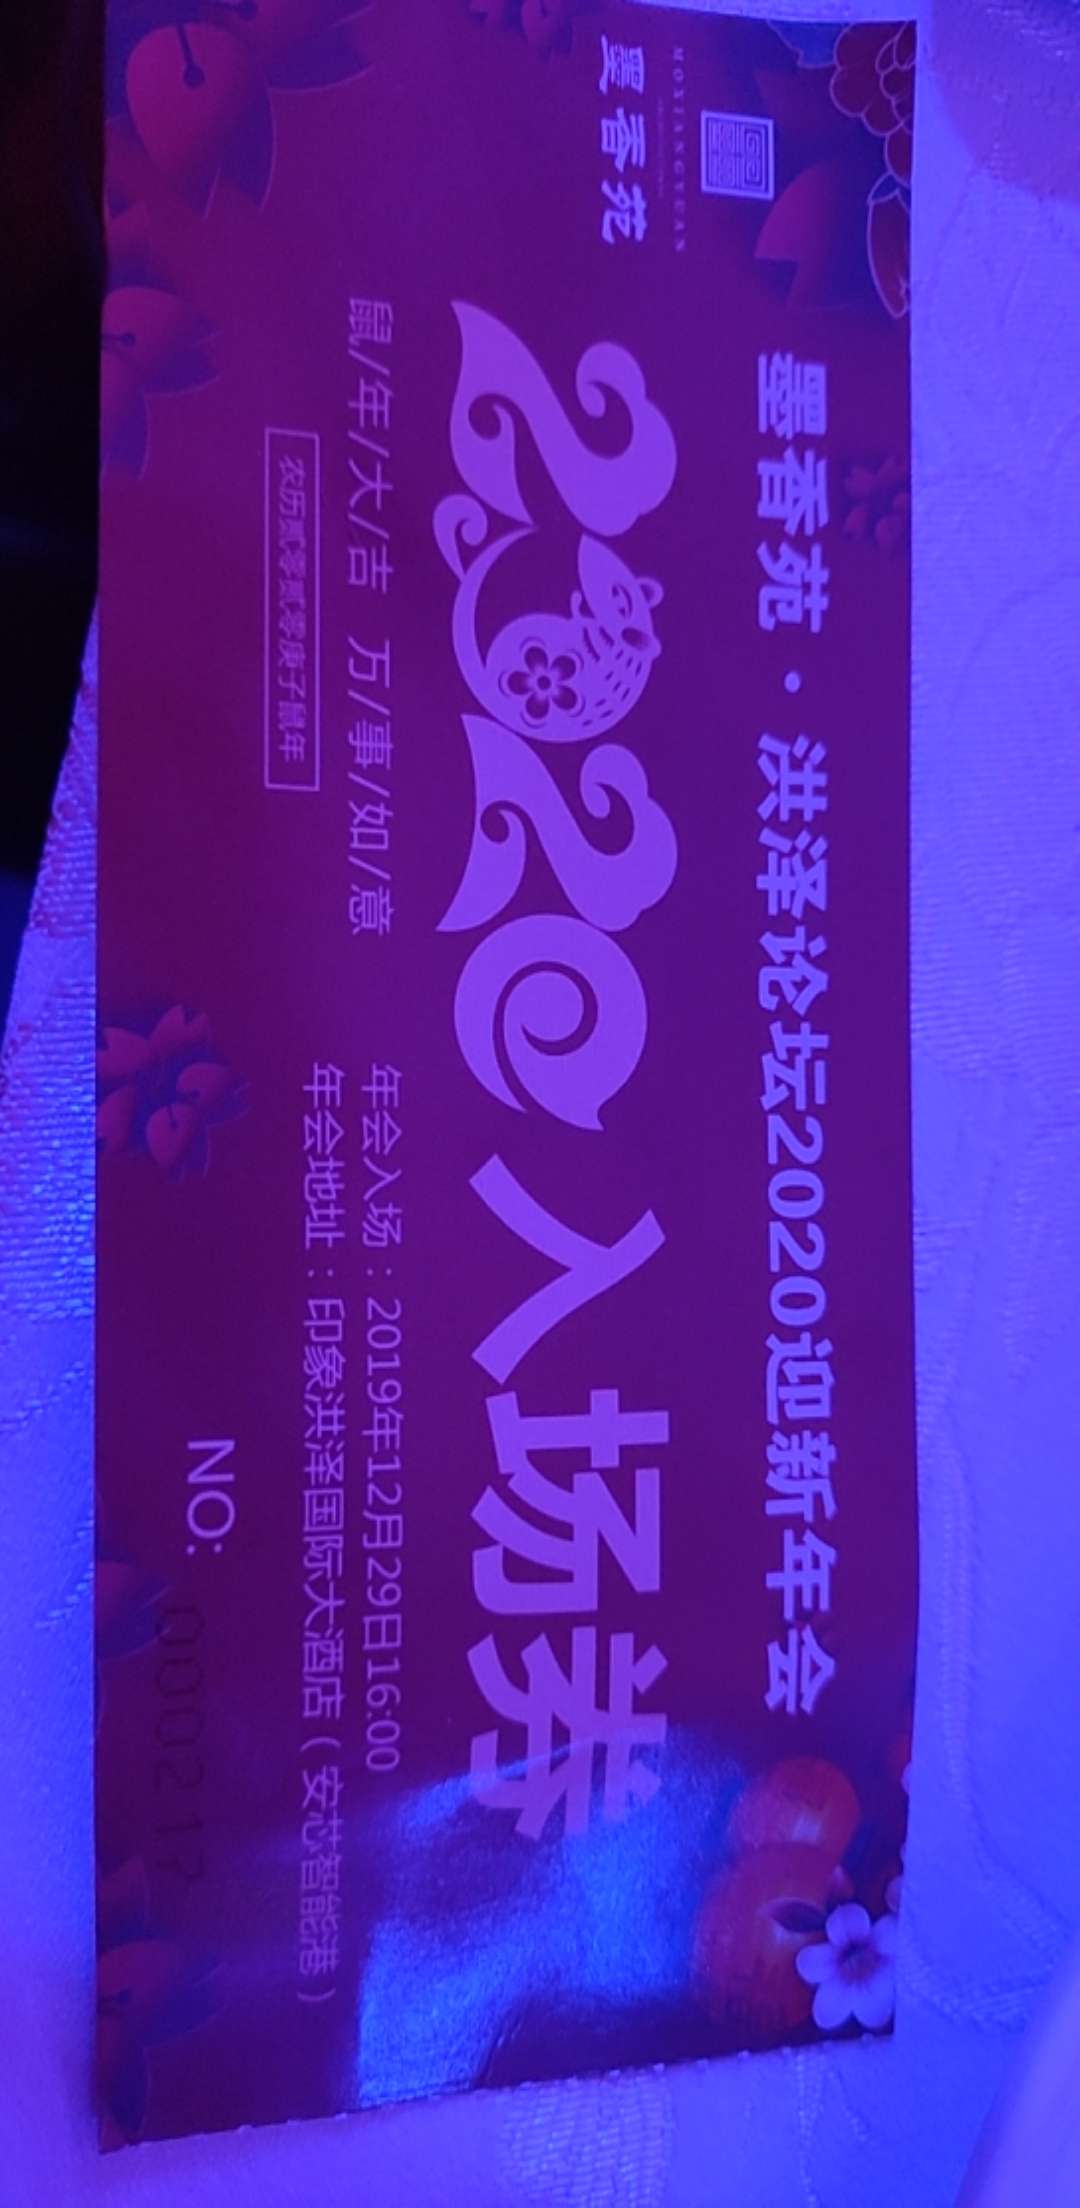 墨香苑
MOXIANGYUAN
墨香苑·洪泽论坛2020迎新年会
2020入场券
鼠/年/大/吉 万/事/如/意
农历贰零贰零庚子鼠年
年会入场：2019年12月29日16:00
年会地址：印象洪泽国际大酒店（安芯智能港）
NO: 000217